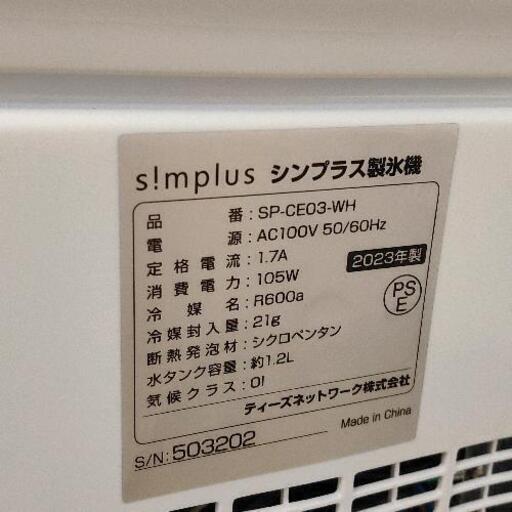 s!mplus シンプラス製氷機
品番：SP-CE03-WH
電源：AC100V 50/60Hz
定格電流：1.7A
2023年製
消費電力：105W
冷媒名：R600a
PS
E
冷媒封入量：21g
断熱発泡材：シクロペンタン
水タンク容量：約1.2L
気候クラス：O!
ティーズネットワーク株式会社
S/N: 503202
Made in China